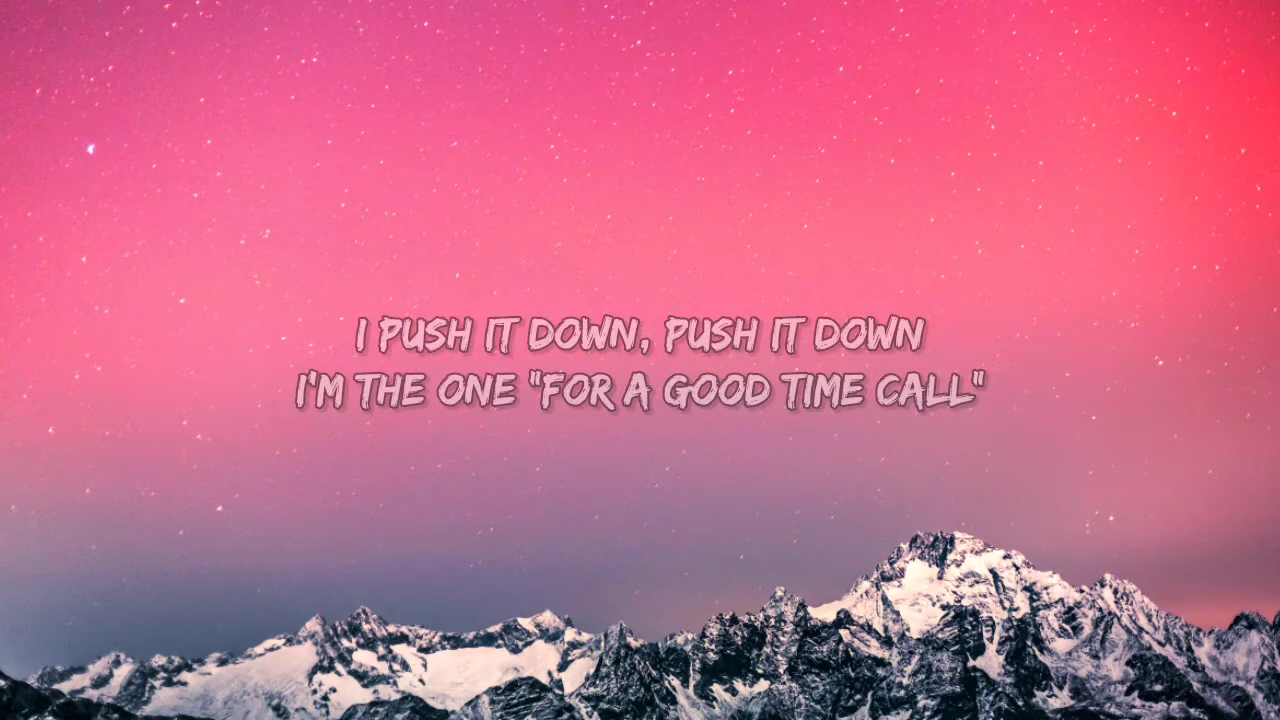 I PUSH IT DOWN, PUSH IT DOWN
I'M THE ONE "FOR A GOOD TIME CALL"